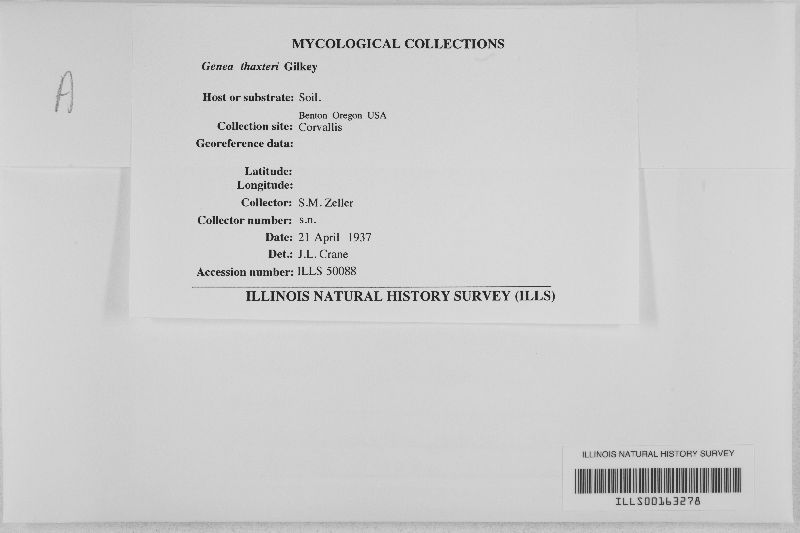 A
MYCOLOGICAL COLLECTIONS
Genea thaxteri Gilkey
Host or substrate: Soil.
Benton Oregon USA
Collection site: Corvallis
Georeference data:
Latitude:
Longitude:
Collector: S.M. Zeller
Collector number: s.n.
Date: 21 April 1937
Det.: J.L. Crane
Accession number: ILLS 50088
ILLINOIS NATURAL HISTORY SURVEY (ILLS)
ILLINOIS NATURAL HISTORY SURVEY
ILLS00163278